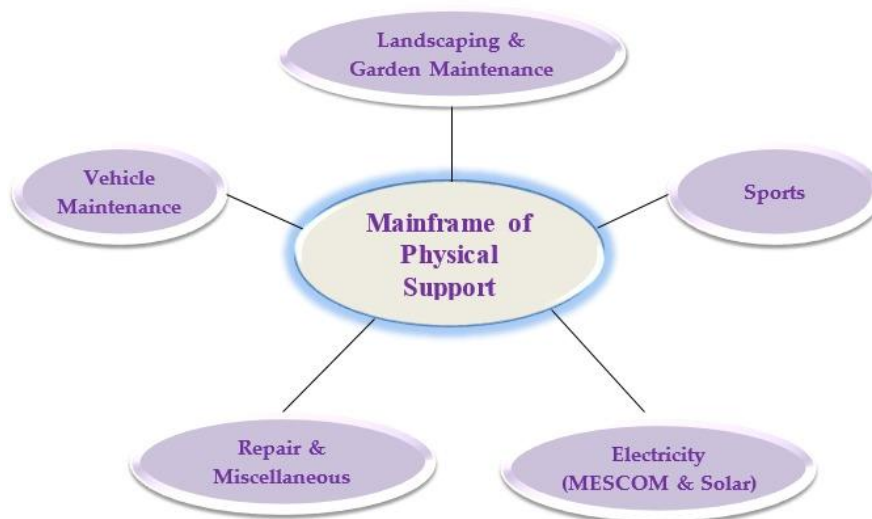 Landscaping &
Garden Maintenance
Vehicle
Maintenance
Sports
Mainframe of
Physical
Support
Repair &
Miscellaneous
Electricity
(MESCOM & Solar)